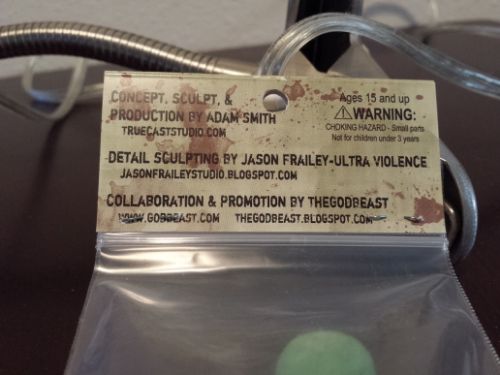 CONCEPT, SCULPT, &
PRODUCTION BY ADAM SMITH
TRUECASTSTUDIO.COM
Ages 15 and up
⚠WARNING:
CHOKING HAZARD - Small parts
Not for children under 3 years
DETAIL SCULPTING BY JASON FRAILEY-ULTRA VIOLENCE
JASONFRAILEYSTUDIO.BLOGSPOT.COM
COLLABORATION & PROMOTION BY THEGODBEAST
WWW.GODBEAST.COM THEGODBEAST.BLOGSPOT.COM